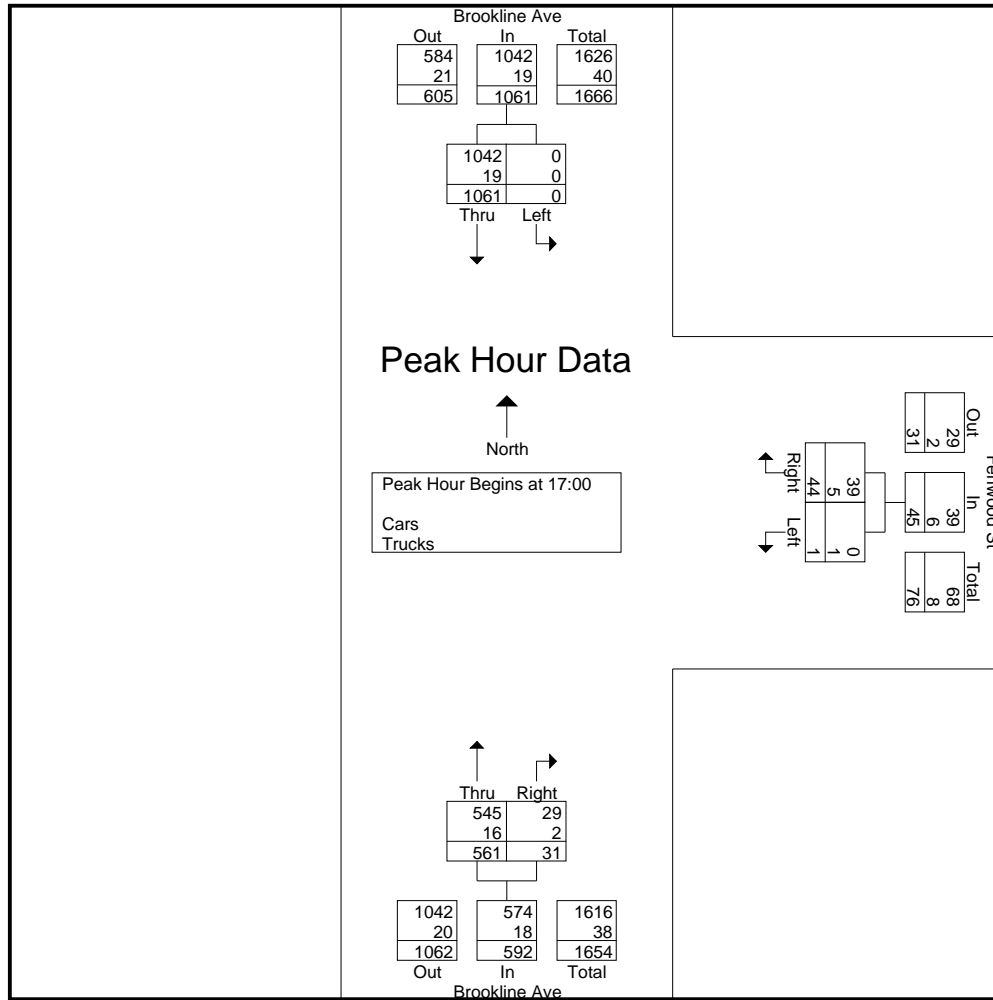 Brookline Ave
Out In Total
584 1042 1626
21 19 40
605 1061 1666
1042 0
19 0
1061 0
Thru Left
Peak Hour Data
North
Peak Hour Begins at 17:00
Cars
Trucks
Right Left
39 0
5 1
44 1
Out In Total
29 39 68
2 6 8
31 45 76
St
Thru Right
545 29
16 2
561 31
1042 574 1616
20 18 38
1062 592 1654
Out In Total
Brookline Ave